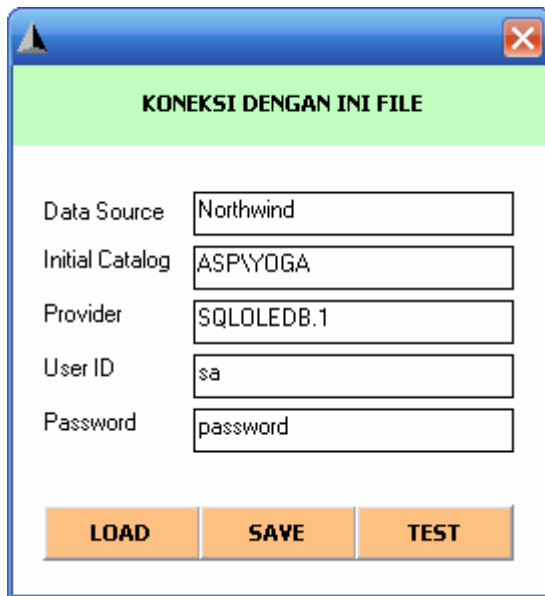 KONEKSI DENGAN INI FILE
Data Source Northwind
Initial Catalog ASP\YOGA
Provider SQLOLEDB.1
User ID sa
Password password
LOAD SAVE TEST